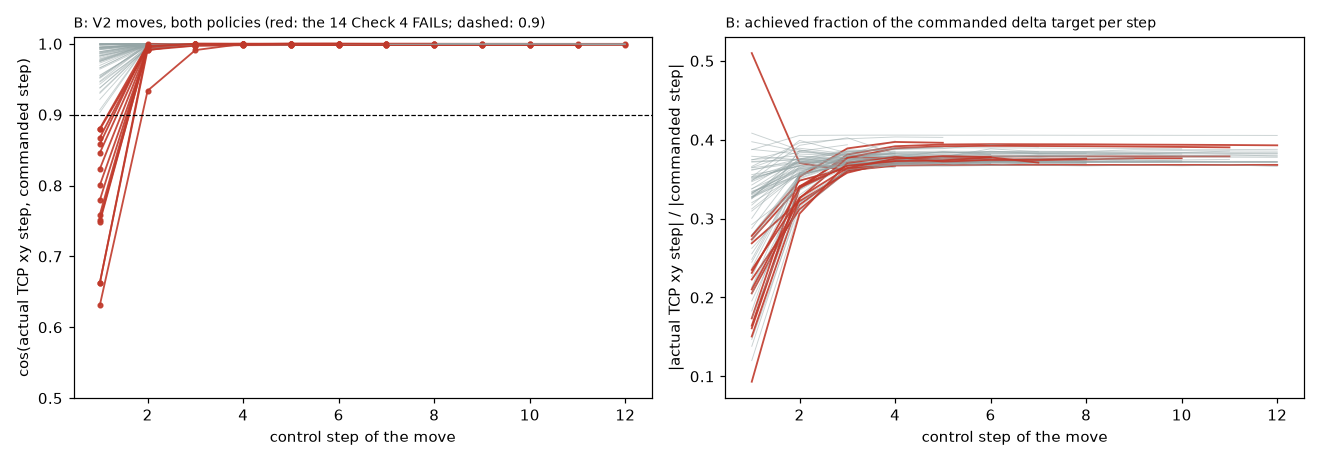 B: V2 moves, both policies (red: the 14 Check 4 FAILs; dashed: 0.9)
cos(actual TCP xy step, commanded step)
1.0
0.9
0.8
0.7
0.6
0.5
2 4 6 8 10 12
control step of the move
B: achieved fraction of the commanded delta target per step
|actual TCP xy step| / |commanded step|
0.5
0.4
0.3
0.2
0.1
2 4 6 8 10 12
control step of the move